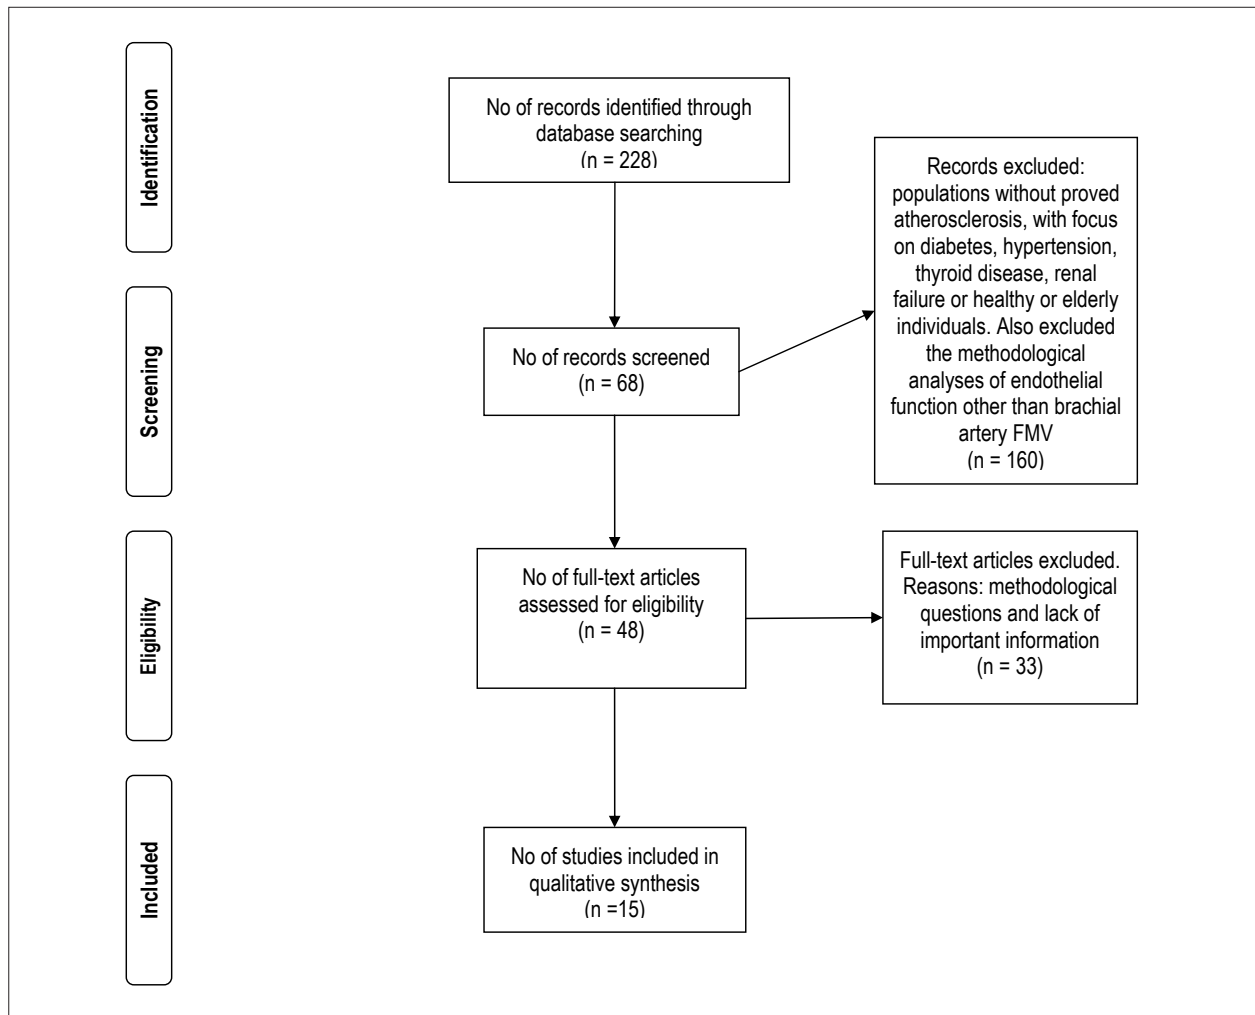 Identification
No of records identified through
database searching
(n = 228)
Records excluded:
populations without proved
atherosclerosis, with focus
on diabetes, hypertension,
thyroid disease, renal
failure or healthy or elderly
individuals. Also excluded
the methodological
analyses of endothelial
function other than brachial
artery FMV
(n = 160)
Screening
No of records screened
(n = 68)
Eligibility
No of full-text articles
assessed for eligibility
(n = 48)
Full-text articles excluded.
Reasons: methodological
questions and lack of
important information
(n = 33)
Included
No of studies included in
qualitative synthesis
(n =15)